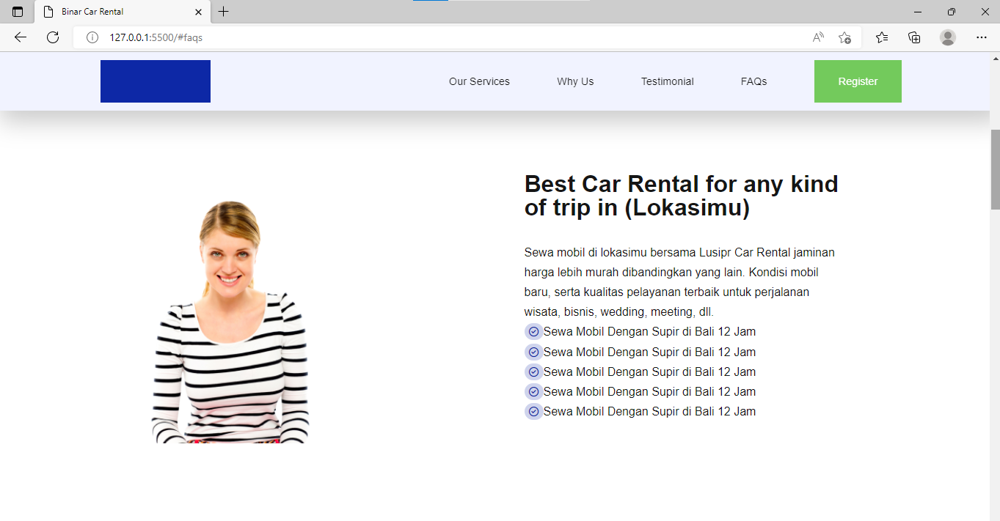 Binar Car Rental
127.0.0.1:5500/#faqs
Our Services Why Us Testimonial FAQs Register
Best Car Rental for any kind
of trip in (Lokasimu)
Sewa mobil di lokasimu bersama Lusipr Car Rental jaminan
harga lebih murah dibandingkan yang lain. Kondisi mobil
baru, serta kualitas pelayanan terbaik untuk perjalanan
wisata, bisnis, wedding, meeting, dll.
Sewa Mobil Dengan Supir di Bali 12 Jam
Sewa Mobil Dengan Supir di Bali 12 Jam
Sewa Mobil Dengan Supir di Bali 12 Jam
Sewa Mobil Dengan Supir di Bali 12 Jam
Sewa Mobil Dengan Supir di Bali 12 Jam